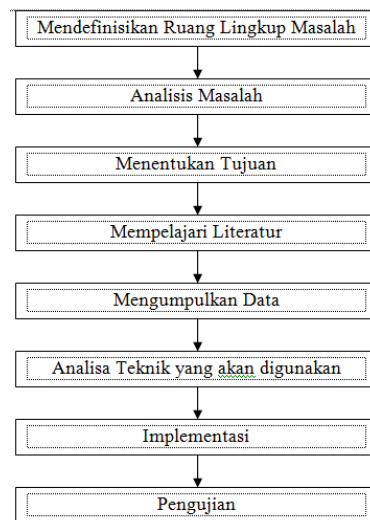 Mendefinisikan Ruang Lingkup Masalah
Analisis Masalah
Menentukan Tujuan
Mempelajari Literatur
Mengumpulkan Data
Analisa Teknik yang akan digunakan
Implementasi
Pengujian